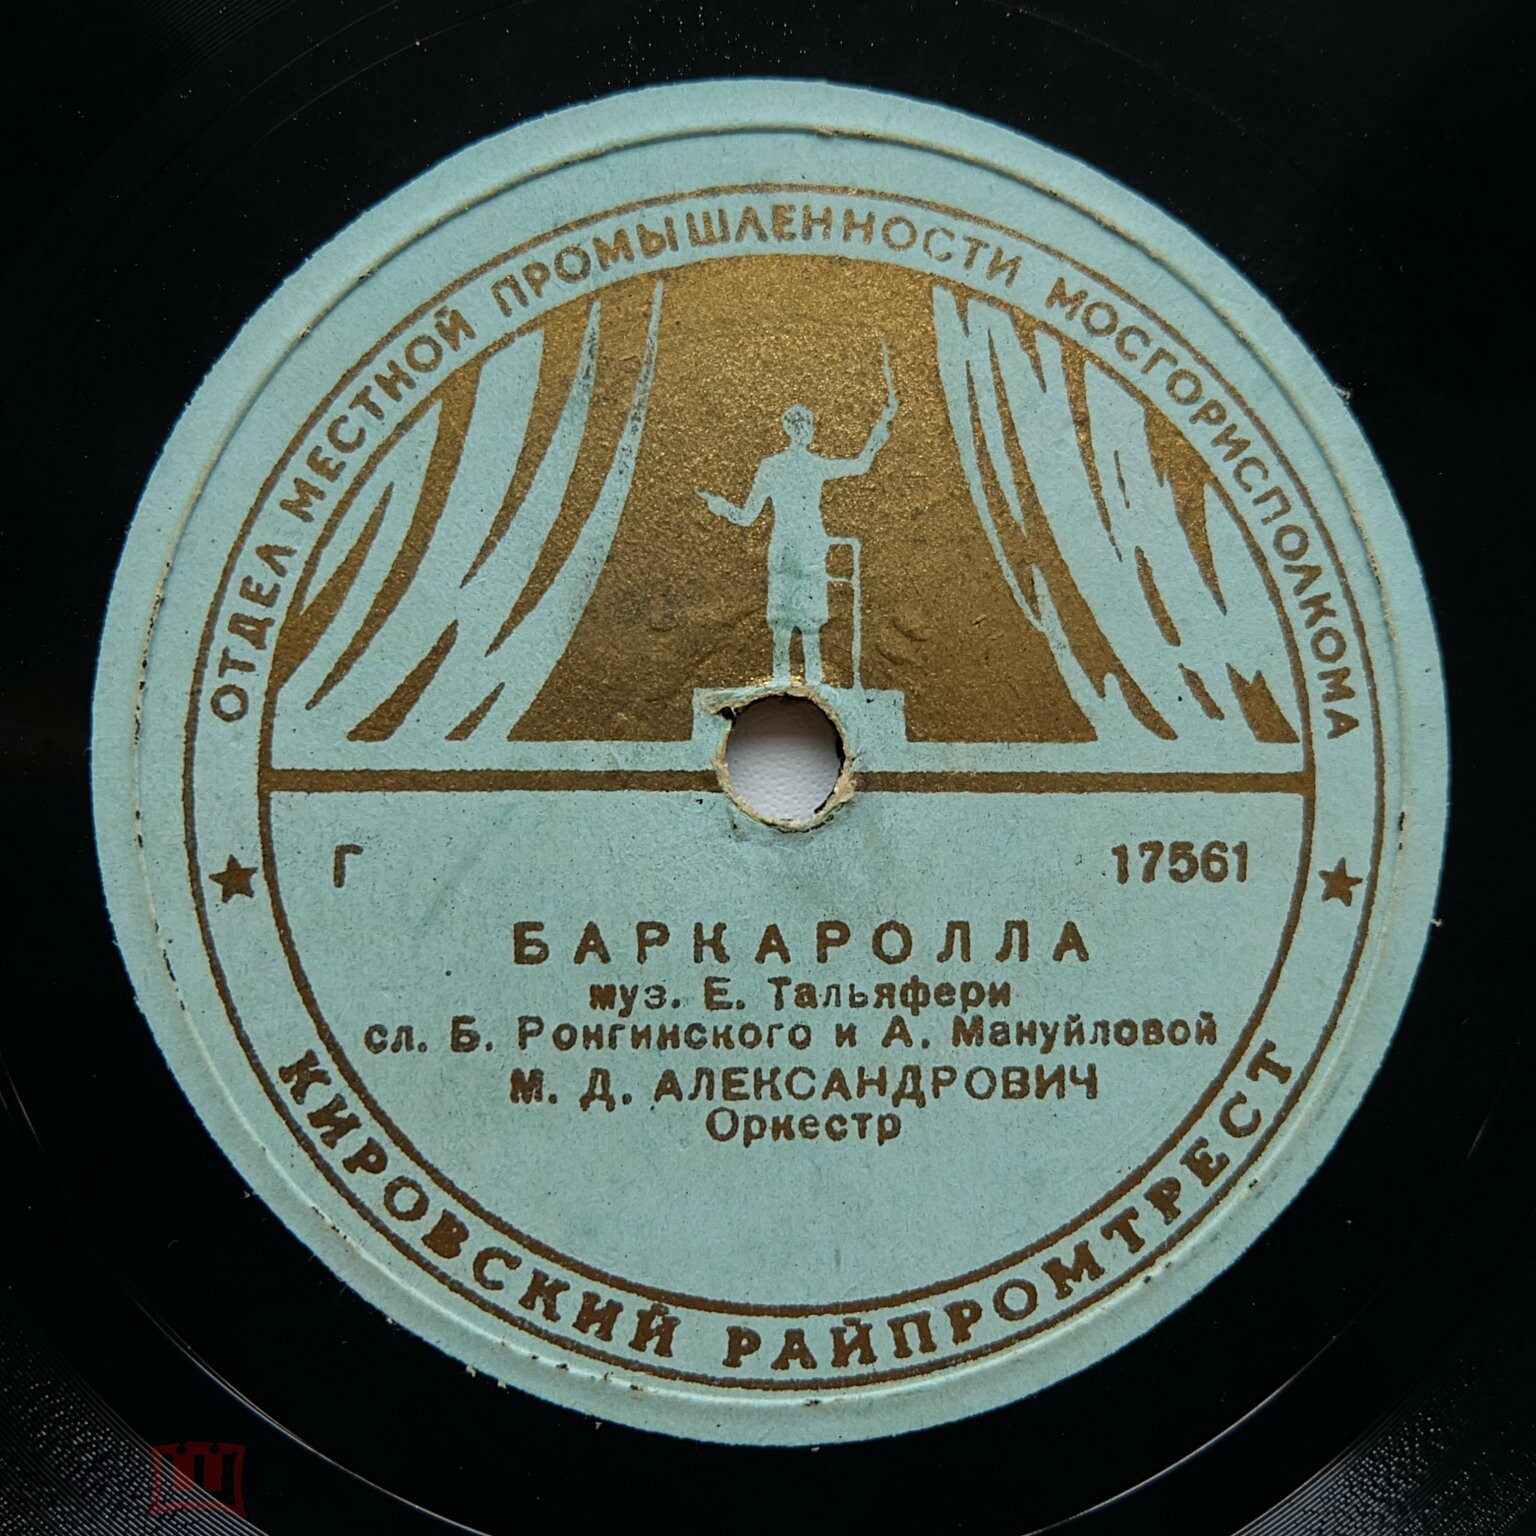 ОТДЕЛ МЕСТНОЙ ПРОМЫШЛЕННОСТИ МОСГОРИСПОЛКОМА
Г 17561
БАРКАРОЛЛА
муз. Е. Тальяфери
сл. Б. Ронгинского и А. Мануйловой
М. Д. АЛЕКСАНДРОВИЧ
Оркестр
КИРОВСКИЙ РАЙПРОМТРЕСТ